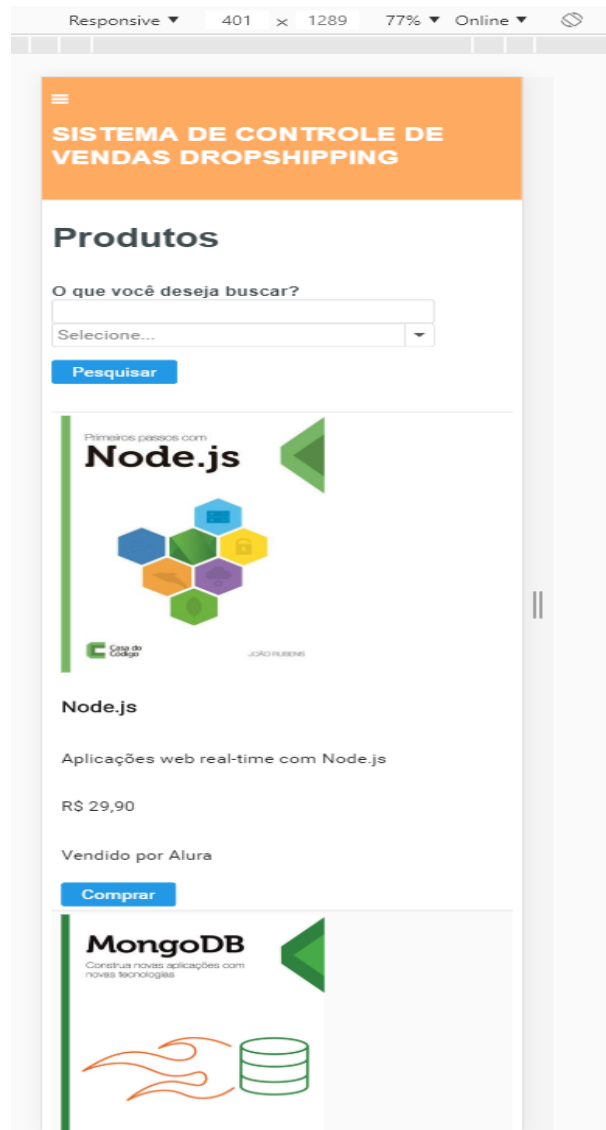 Responsive ▼ 401 × 1289 77% ▼ Online ▼
SISTEMA DE CONTROLE DE
VENDAS DROPSHIPPING
Produtos
O que você deseja buscar?
Selecione...
Pesquisar
Primeiros passos com
Node.js
Casa do
Código
JOÃO RUBENS
Node.js
Aplicações web real-time com Node.js
R$ 29,90
Vendido por Alura
Comprar
MongoDB
Construa novas aplicações com
novas tecnologias